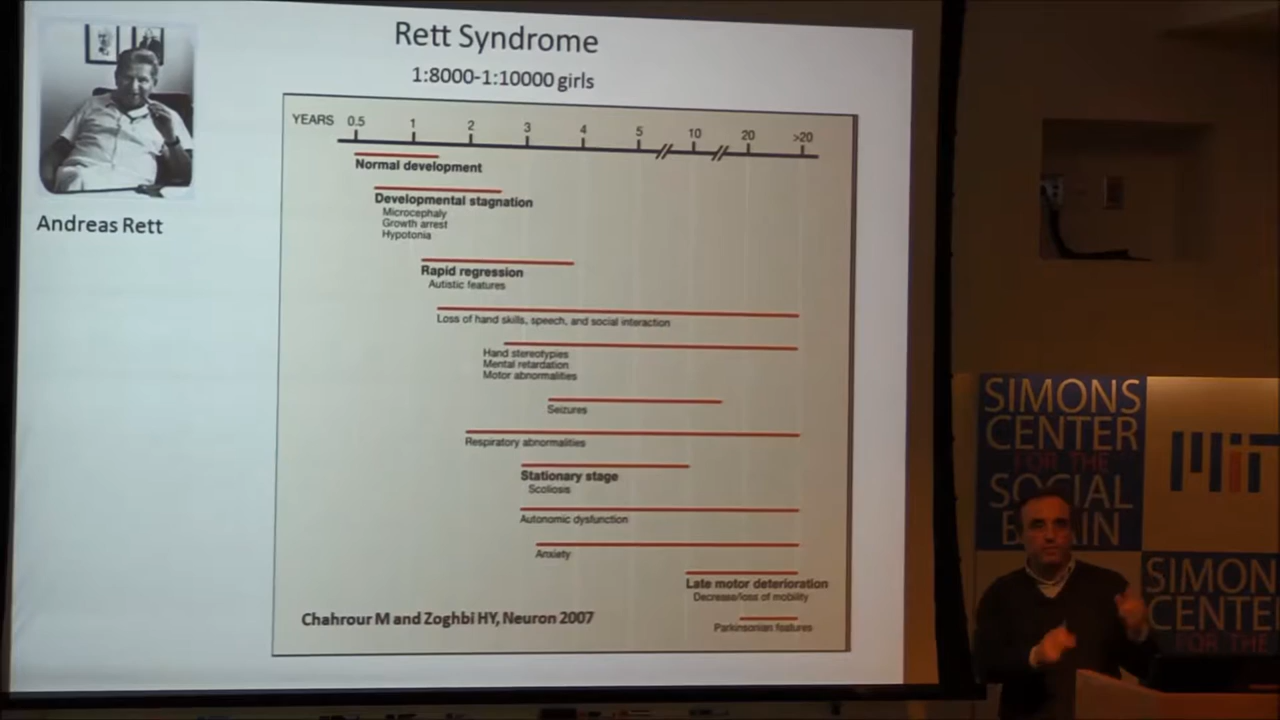 Rett Syndrome
1:8000-1:10000 girls
Andreas Rett
YEARS 0.5 1 2 3 4 5 10 20 >20
Normal development
Developmental stagnation
Microcephaly
Growth arrest
Hypotonia
Rapid regression
Autistic features
Loss of hand skills, speech, and social interaction
Hand stereotypies
Mental retardation
Motor abnormalities
Seizures
Respiratory abnormalities
Stationary stage
Scoliosis
Autonomic dysfunction
Anxiety
Late motor deterioration
Decrease/loss of mobility
Parkinsonian features
Chahrour M and Zoghbi HY, Neuron 2007
SIMONS
CENTER
FOR THE
SOCIAL
MIT
SIMON
CENTE
FOR THE